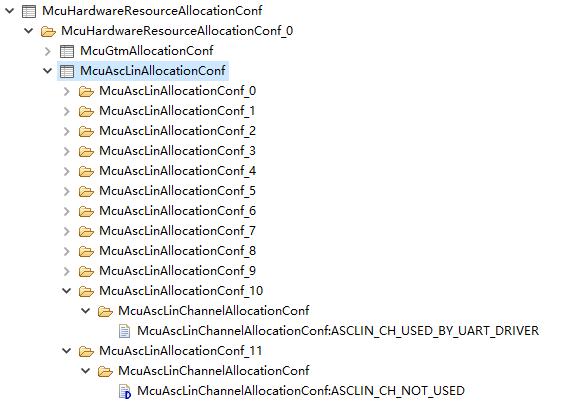 McuHardwareResourceAllocationConf
McuHardwareResourceAllocationConf_0
McuGtmAllocationConf
McuAscLinAllocationConf
McuAscLinAllocationConf_0
McuAscLinAllocationConf_1
McuAscLinAllocationConf_2
McuAscLinAllocationConf_3
McuAscLinAllocationConf_4
McuAscLinAllocationConf_5
McuAscLinAllocationConf_6
McuAscLinAllocationConf_7
McuAscLinAllocationConf_8
McuAscLinAllocationConf_9
McuAscLinAllocationConf_10
McuAscLinChannelAllocationConf
McuAscLinChannelAllocationConf:ASCLIN_CH_USED_BY_UART_DRIVER
McuAscLinAllocationConf_11
McuAscLinChannelAllocationConf
McuAscLinChannelAllocationConf:ASCLIN_CH_NOT_USED